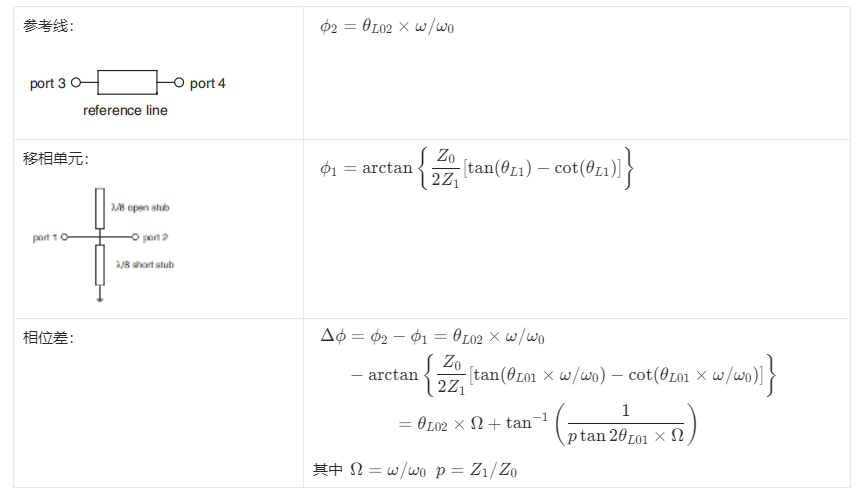 参考线：
ϕ₂ = θ_{L02} × ω/ω₀
port 3
port 4
reference line
移相单元：
ϕ₁ = arctan{Z₀/2Z₁ [tan(θ_{L1}) − cot(θ_{L1})]}
λ/8 open stub
port 1
port 2
λ/8 short stub
相位差：
Δϕ = ϕ₂ − ϕ₁ = θ_{L02} × ω/ω₀
− arctan{Z₀/2Z₁ [tan(θ_{L01} × ω/ω₀) − cot(θ_{L01} × ω/ω₀)]}
= θ_{L02} × Ω + tan⁻¹(1/(p tan 2θ_{L01} × Ω))
其中 Ω = ω/ω₀ p = Z₁/Z₀